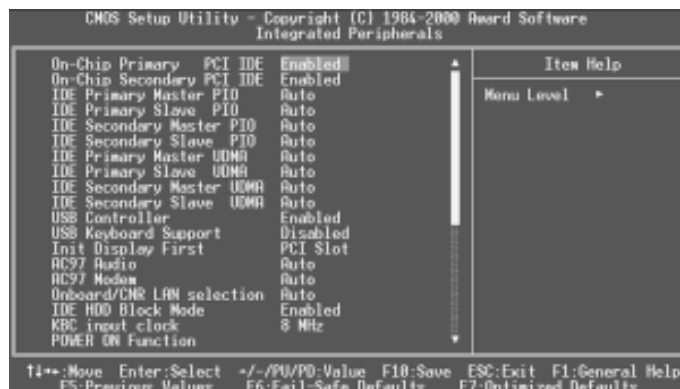 CMOS Setup Utility - Copyright (C) 1984-2000 Award Software
Integrated Peripherals
On-Chip Primary PCI IDE Enabled
On-Chip Secondary PCI IDE Enabled
IDE Primary Master PIO Auto
IDE Primary Slave PIO Auto
IDE Secondary Master PIO Auto
IDE Secondary Slave PIO Auto
IDE Primary Master UDMA Auto
IDE Primary Slave UDMA Auto
IDE Secondary Master UDMA Auto
IDE Secondary Slave UDMA Auto
USB Controller Enabled
USB Keyboard Support Disabled
Init Display First PCI Slot
AC97 Audio Auto
AC97 Modem Auto
Onboard/CNR LAN selection Auto
IDE HDD Block Mode Enabled
KBC input clock 8 MHz
POWER ON Function
Item Help
Menu Level ►
↑↓→←:Move Enter:Select +/-/PU/PD:Value F10:Save ESC:Exit F1:General Help
F5:Previous Values F6:Fail-Safe Defaults F7:Optimized Defaults